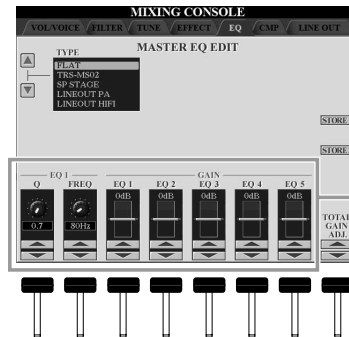 MIXING CONSOLE
VOL/VOICE FILTER TUNE EFFECT EQ CMP LINE OUT
MASTER EQ EDIT
TYPE
FLAT
TRS-MS02
SP STAGE
LINEOUT PA
LINEOUT HIFI
STORE
STORE
EQ 1 GAIN
Q FREQ EQ 1 EQ 2 EQ 3 EQ 4 EQ 5
0dB 0dB 0dB 0dB 0dB
0.7 80Hz
TOTAL
GAIN
ADJ.